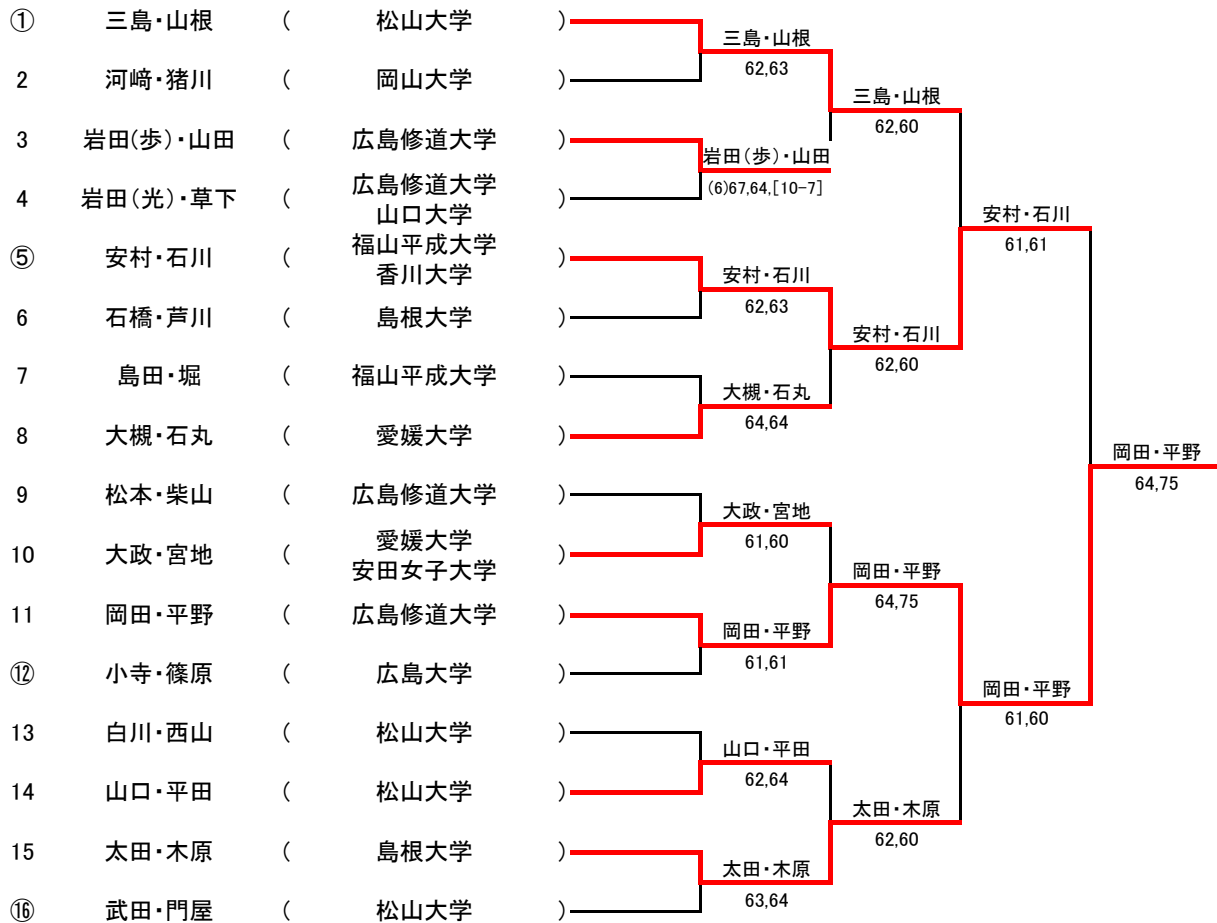 ① 三島・山根 ( 松山大学 )
2 河﨑・猪川 ( 岡山大学 )
3 岩田(歩)・山田 ( 広島修道大学 )
4 岩田(光)・草下 ( 広島修道大学
山口大学 )
⑤ 安村・石川 ( 福山平成大学
香川大学 )
6 石橋・芦川 ( 島根大学 )
7 島田・堀 ( 福山平成大学 )
8 大槻・石丸 ( 愛媛大学 )
9 松本・柴山 ( 広島修道大学 )
10 大政・宮地 ( 愛媛大学
安田女子大学 )
11 岡田・平野 ( 広島修道大学 )
⑫ 小寺・篠原 ( 広島大学 )
13 白川・西山 ( 松山大学 )
14 山口・平田 ( 松山大学 )
15 太田・木原 ( 島根大学 )
⑯ 武田・門屋 ( 松山大学 )
三島・山根
62,63
岩田(歩)・山田
(6)67,64,[10-7]
安村・石川
62,63
大槻・石丸
64,64
大政・宮地
61,60
岡田・平野
61,61
山口・平田
62,64
太田・木原
63,64
三島・山根
62,60
安村・石川
62,60
岡田・平野
64,75
太田・木原
62,60
安村・石川
61,61
岡田・平野
61,60
岡田・平野
64,75